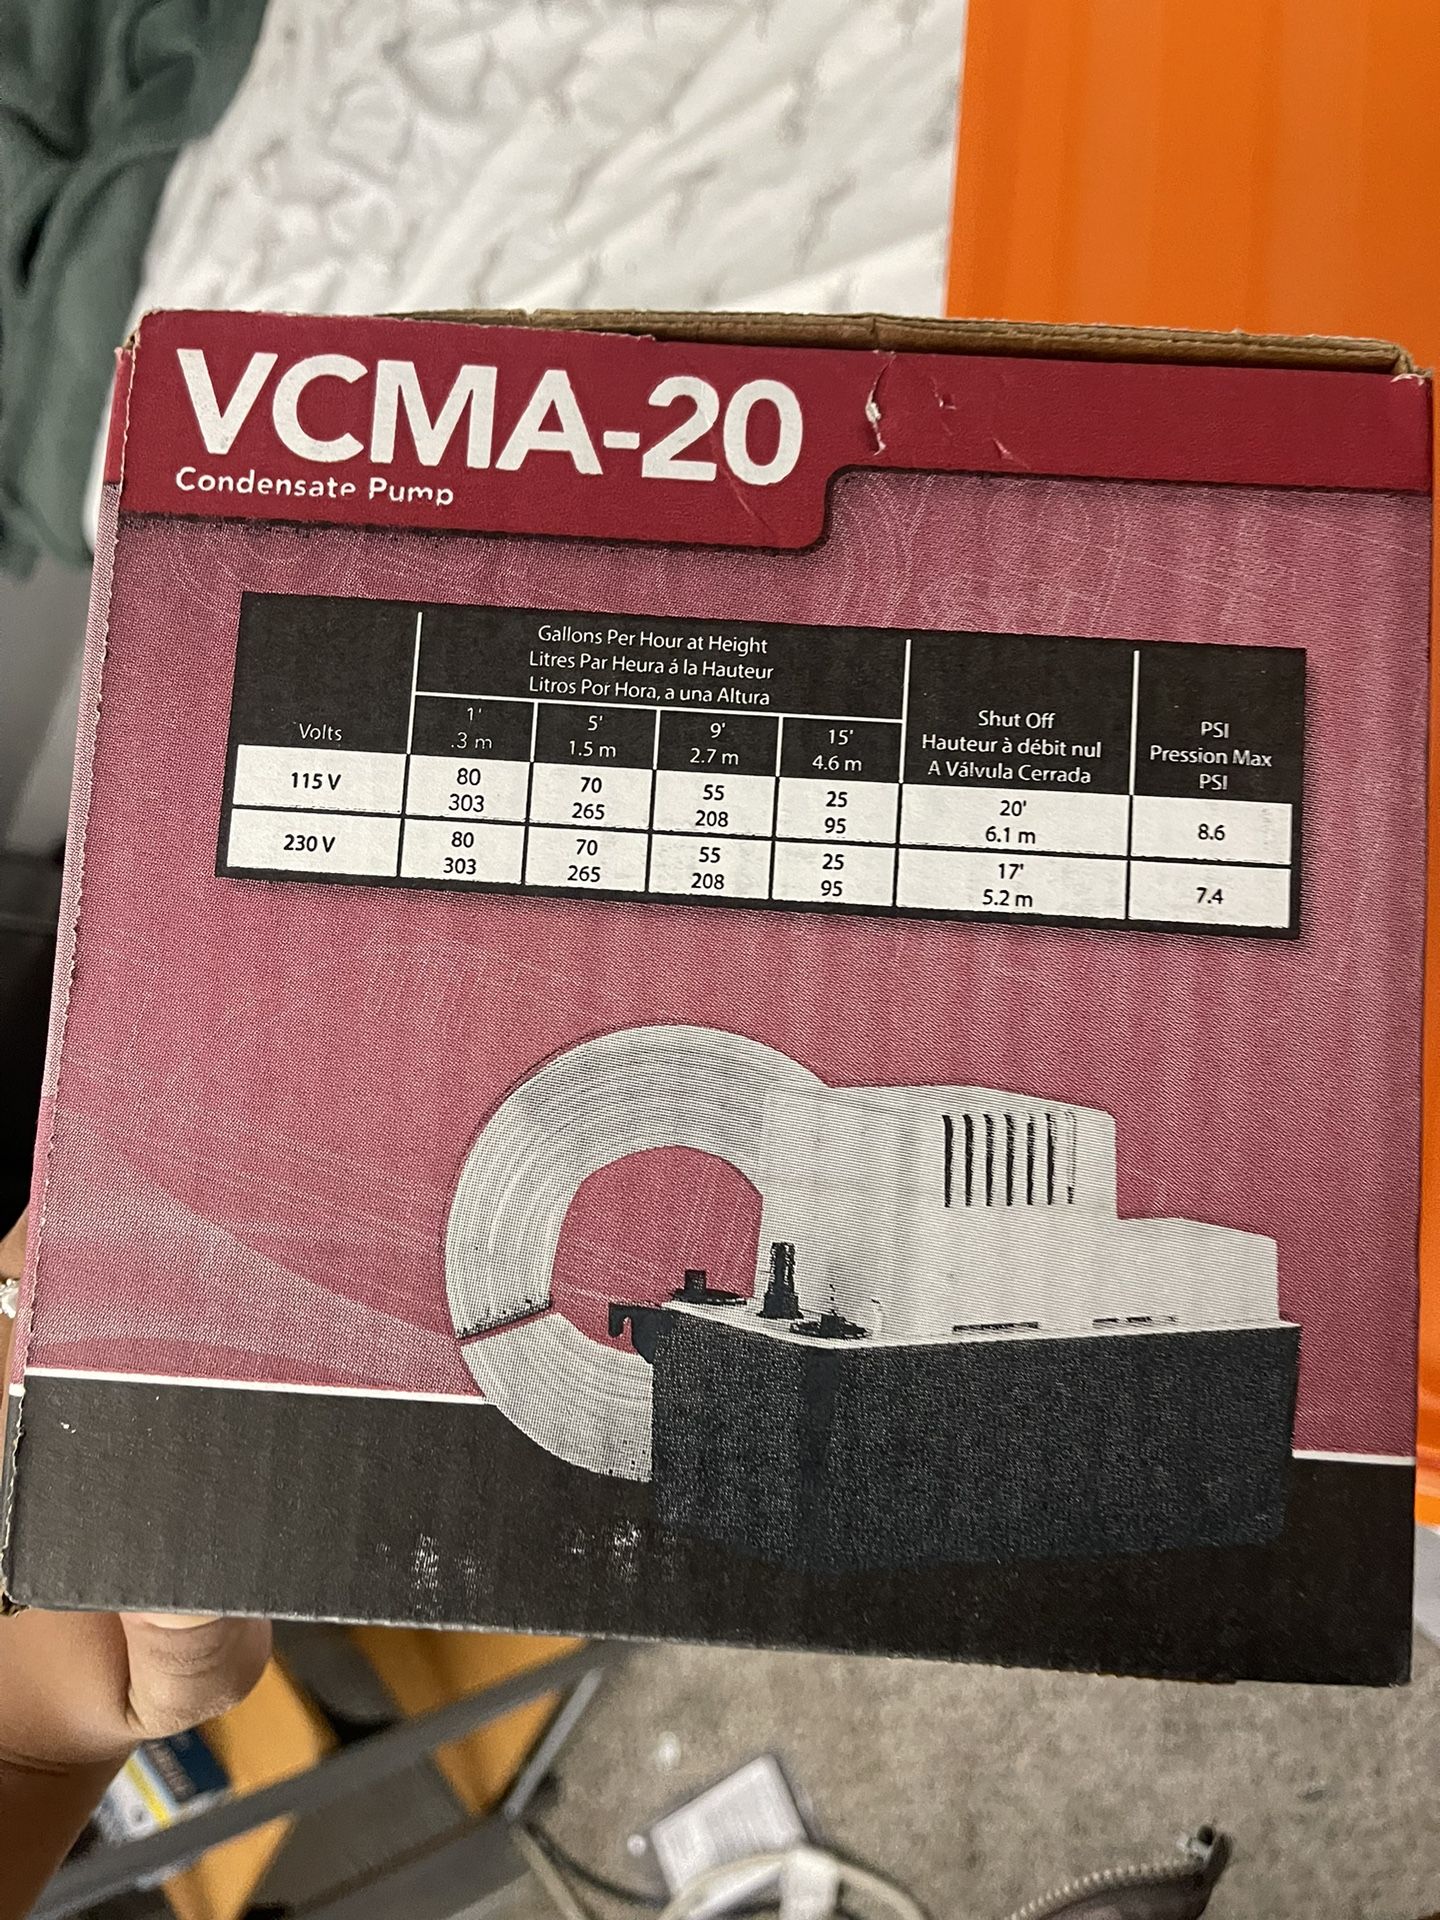 VCMA-20
Condensate Pump
Gallons Per Hour at Height
Litres Par Heura á la Hauteur
Litros Por Hora, a una Altura
Volts
1'
.3 m
5'
1.5 m
9'
2.7 m
15'
4.6 m
Shut Off
Hauteur à débit nul
A Válvula Cerrada
PSI
Pression Max
PSI
115 V
80
303
70
265
55
208
25
95
20'
6.1 m
8.6
230 V
80
303
70
265
55
208
25
95
17'
5.2 m
7.4